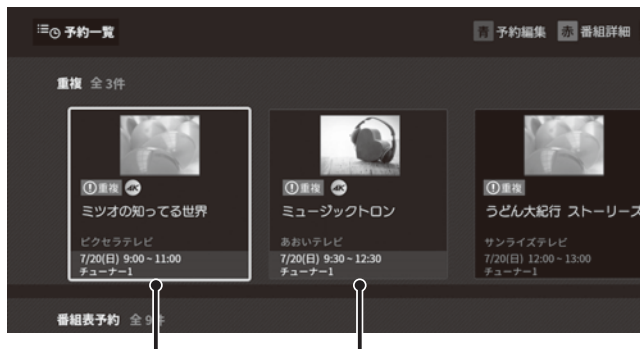 予約一覧
青 予約編集 赤 番組詳細
重複 全3件
重複 4K
ミツオの知ってる世界
ピクセラテレビ
7/20(日) 9:00~11:00
チューナー1
重複 4K
ミュージックトロン
あおいテレビ
7/20(日) 9:30~12:30
チューナー1
重複
うどん大紀行 ストーリーズ
サンライズテレビ
7/20(日) 12:00~13:00
チューナー1
番組表予約 全9件